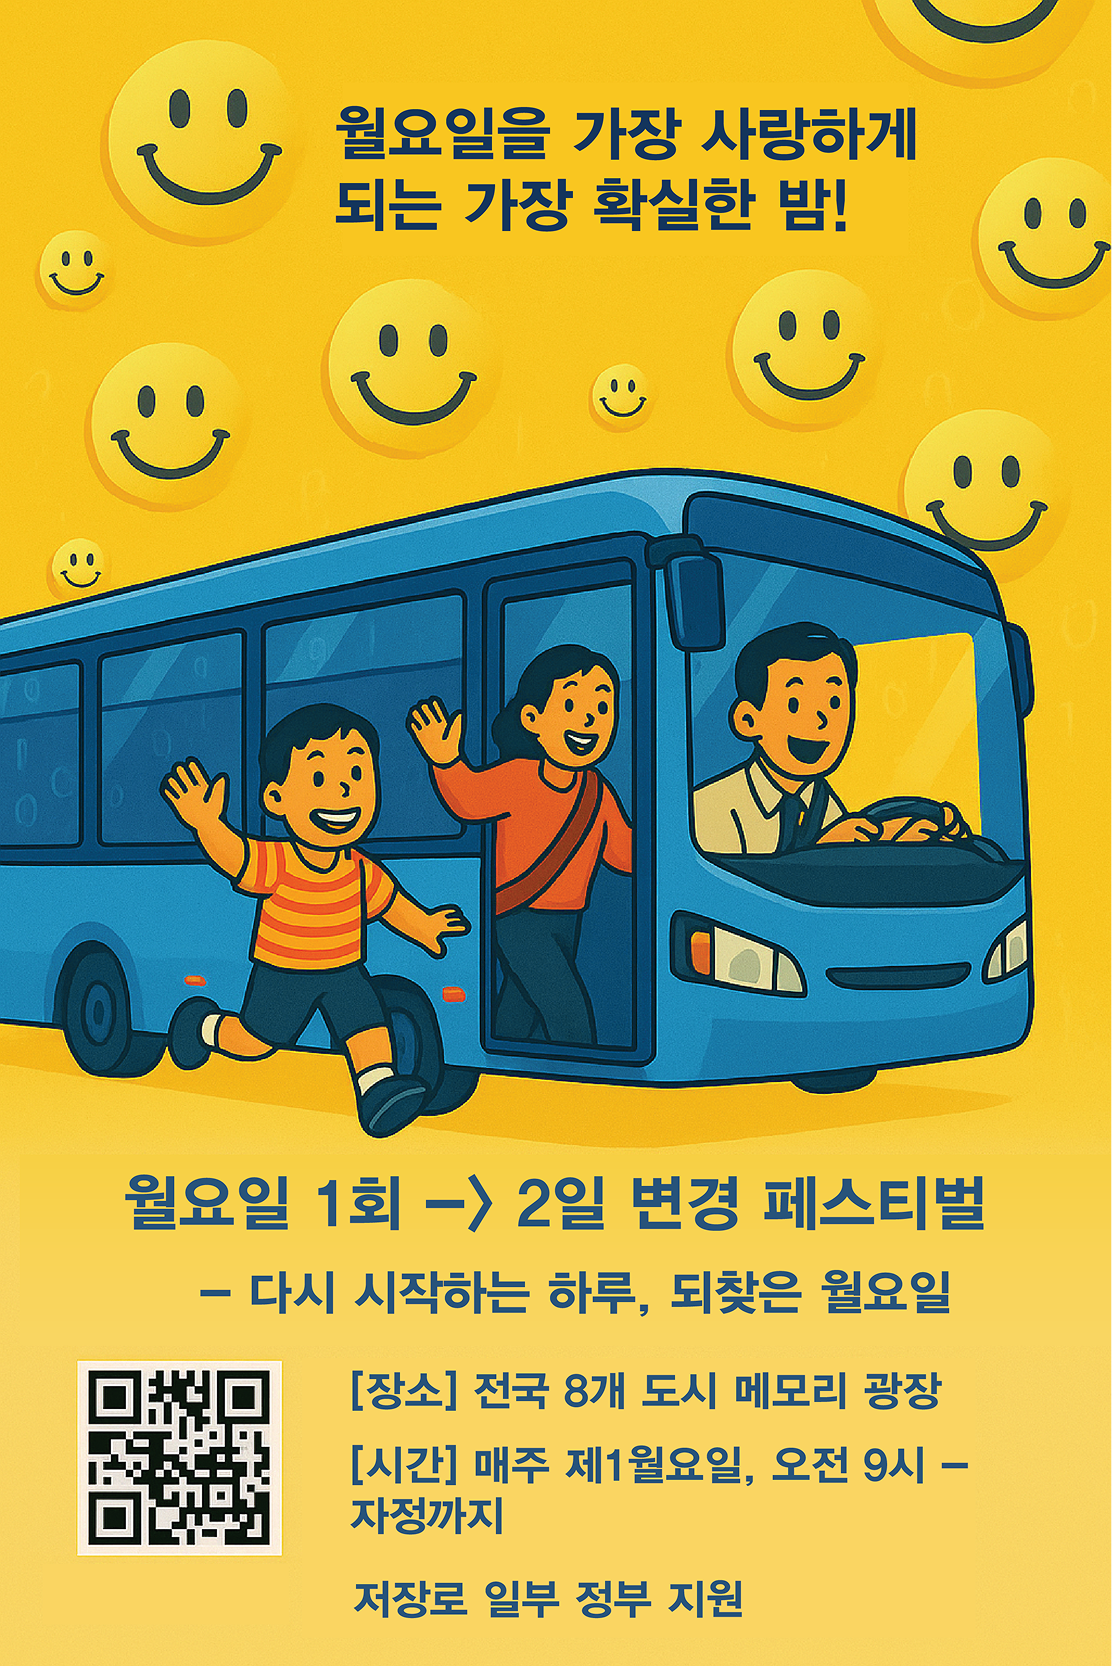 월요일을 가장 사랑하게
되는 가장 확실한 밤!
월요일 1회 –> 2일 변경 페스티벌
– 다시 시작하는 하루, 되찾은 월요일
[장소] 전국 8개 도시 메모리 광장
[시간] 매주 제1월요일, 오전 9시 –
자정까지
저장로 일부 정부 지원